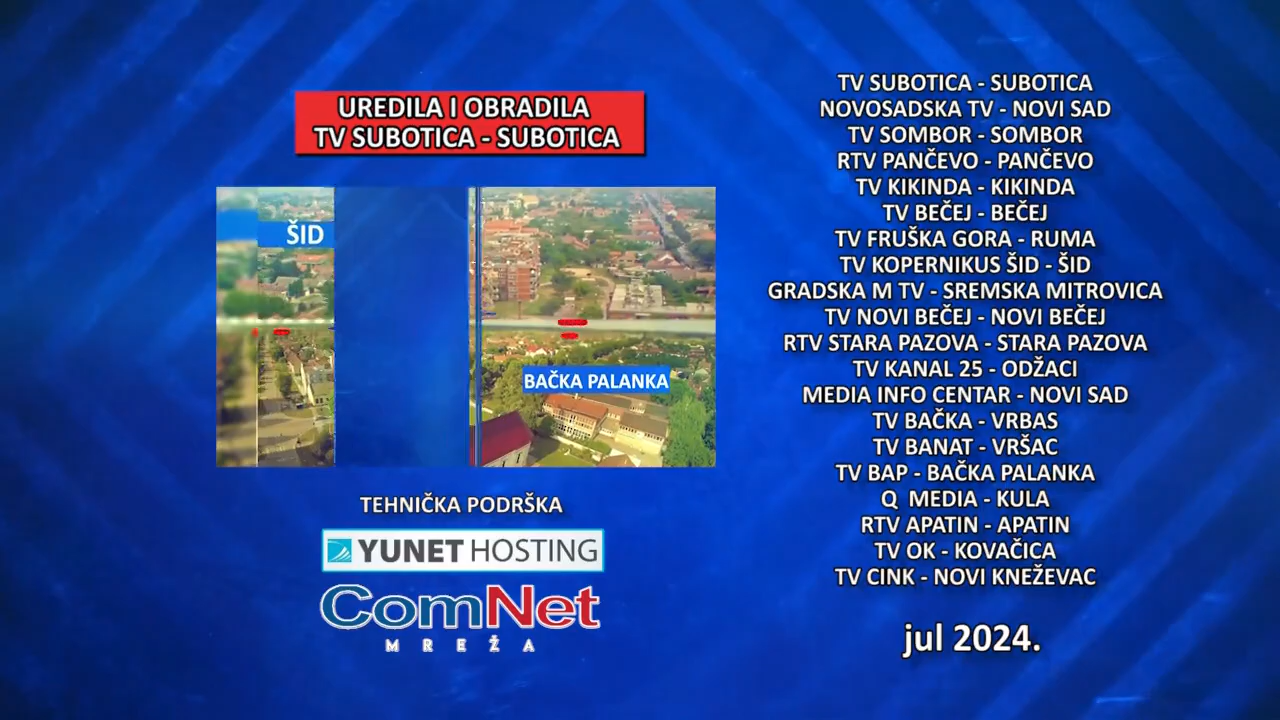 UREDILA I OBRADILA
TV SUBOTICA - SUBOTICA
ŠID
BAČKA PALANKA
TEHNIČKA PODRŠKA
YUNET HOSTING
ComNet
MREŽA
TV SUBOTICA - SUBOTICA
NOVOSADSKA TV - NOVI SAD
TV SOMBOR - SOMBOR
RTV PANČEVO - PANČEVO
TV KIKINDA - KIKINDA
TV BEČEJ - BEČEJ
TV FRUŠKA GORA - RUMA
TV KOPERNIKUS ŠID - ŠID
GRADSKA M TV - SREMSKA MITROVICA
TV NOVI BEČEJ - NOVI BEČEJ
RTV STARA PAZOVA - STARA PAZOVA
TV KANAL 25 - ODŽACI
MEDIA INFO CENTAR - NOVI SAD
TV BAČKA - VRBAS
TV BANAT - VRŠAC
TV BAP - BAČKA PALANKA
Q MEDIA - KULA
RTV APATIN - APATIN
TV OK - KOVAČICA
TV CINK - NOVI KNEŽEVAC
jul 2024.